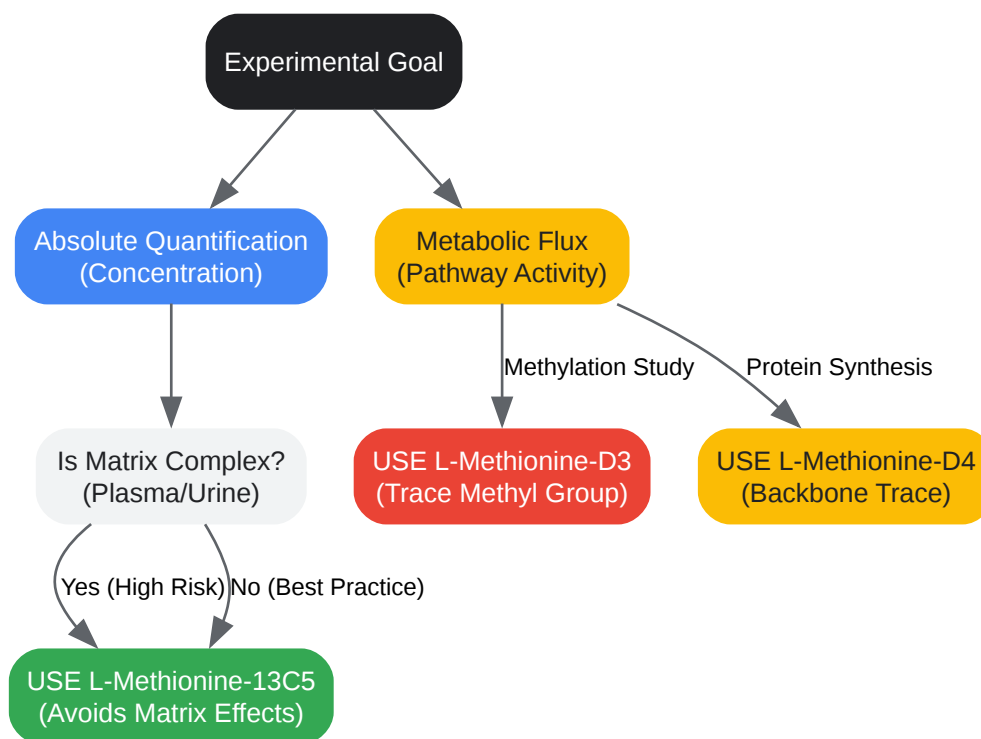 Experimental Goal
Absolute Quantification
(Concentration)
Metabolic Flux
(Pathway Activity)
Methylation Study
Protein Synthesis
Is Matrix Complex?
(Plasma/Urine)
USE L-Methionine-D3
(Trace Methyl Group)
USE L-Methionine-D4
(Backbone Trace)
Yes (High Risk)
No (Best Practice)
USE L-Methionine-13C5
(Avoids Matrix Effects)